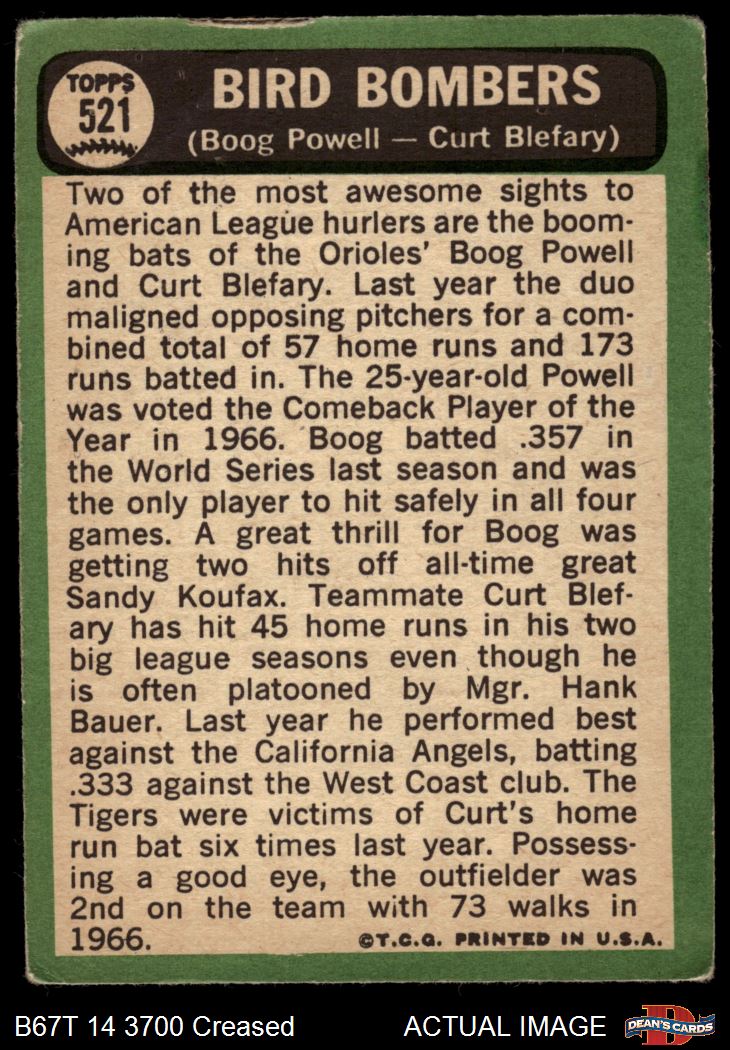 TOPPS
521
BIRD BOMBERS
(Boog Powell — Curt Blefary)
Two of the most awesome sights to
American League hurlers are the boom-
ing bats of the Orioles' Boog Powell
and Curt Blefary. Last year the duo
maligned opposing pitchers for a com-
bined total of 57 home runs and 173
runs batted in. The 25-year-old Powell
was voted the Comeback Player of the
Year in 1966. Boog batted .357 in
the World Series last season and was
the only player to hit safely in all four
games. A great thrill for Boog was
getting two hits off all-time great
Sandy Koufax. Teammate Curt Blef-
ary has hit 45 home runs in his two
big league seasons even though he
is often platooned by Mgr. Hank
Bauer. Last year he performed best
against the California Angels, batting
.333 against the West Coast club. The
Tigers were victims of Curt's home
run bat six times last year. Possess-
ing a good eye, the outfielder was
2nd on the team with 73 walks in
1966.
©T.C.G. PRINTED IN U.S.A.
B67T 14 3700 Creased
ACTUAL IMAGE
DEAN'S CARDS